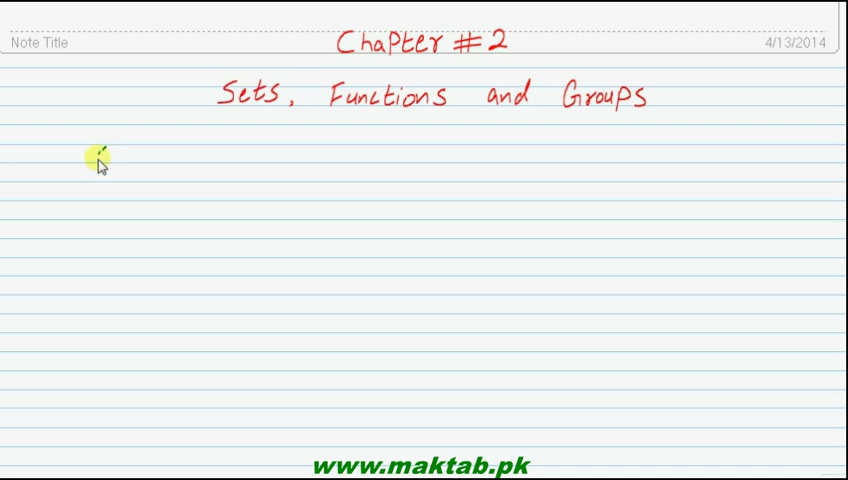 Chapter # 2
Note Title 4/13/2014
Sets, Functions and Groups
www.maktab.pk